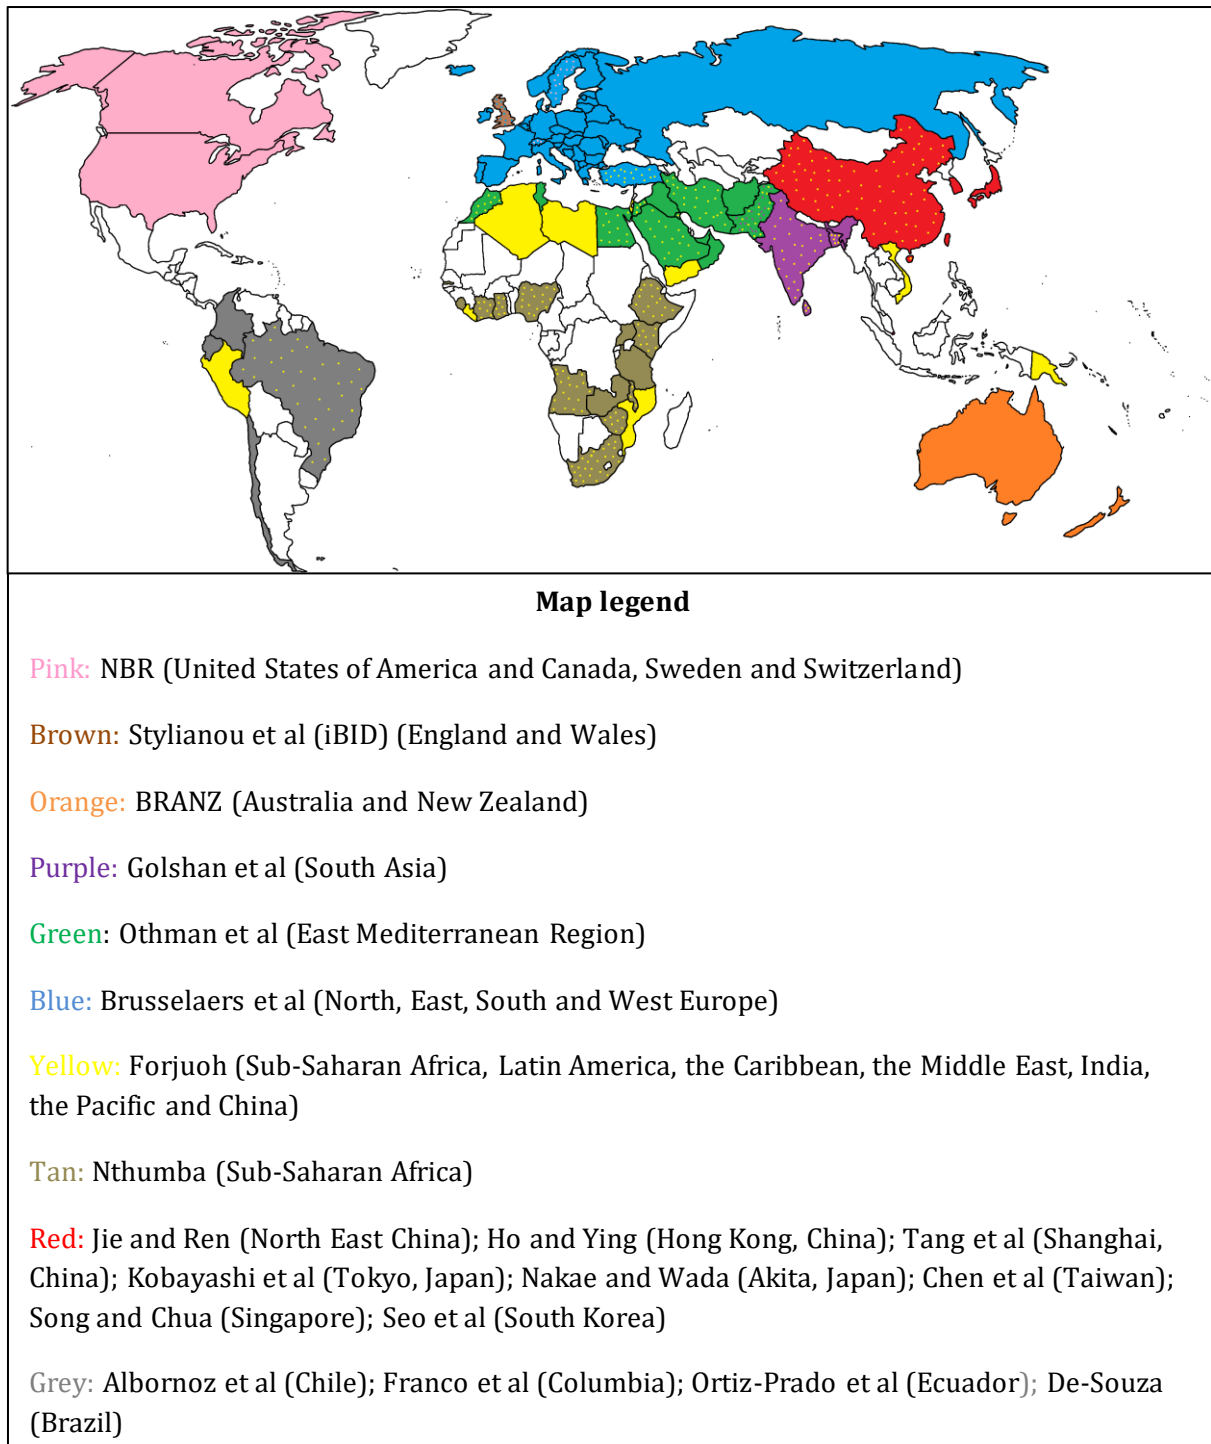 Map legend
Pink: NBR (United States of America and Canada, Sweden and Switzerland)
Brown: Stylianou et al (iBID) (England and Wales)
Orange: BRANZ (Australia and New Zealand)
Purple: Golshan et al (South Asia)
Green: Othman et al (East Mediterranean Region)
Blue: Brusselaers et al (North, East, South and West Europe)
Yellow: Forjuoh (Sub-Saharan Africa, Latin America, the Caribbean, the Middle East, India,
the Pacific and China)
Tan: Nthumba (Sub-Saharan Africa)
Red: Jie and Ren (North East China); Ho and Ying (Hong Kong, China); Tang et al (Shanghai,
China); Kobayashi et al (Tokyo, Japan); Nakae and Wada (Akita, Japan); Chen et al (Taiwan);
Song and Chua (Singapore); Seo et al (South Korea)
Grey: Albornoz et al (Chile); Franco et al (Columbia); Ortiz-Prado et al (Ecuador); De-Souza
(Brazil)